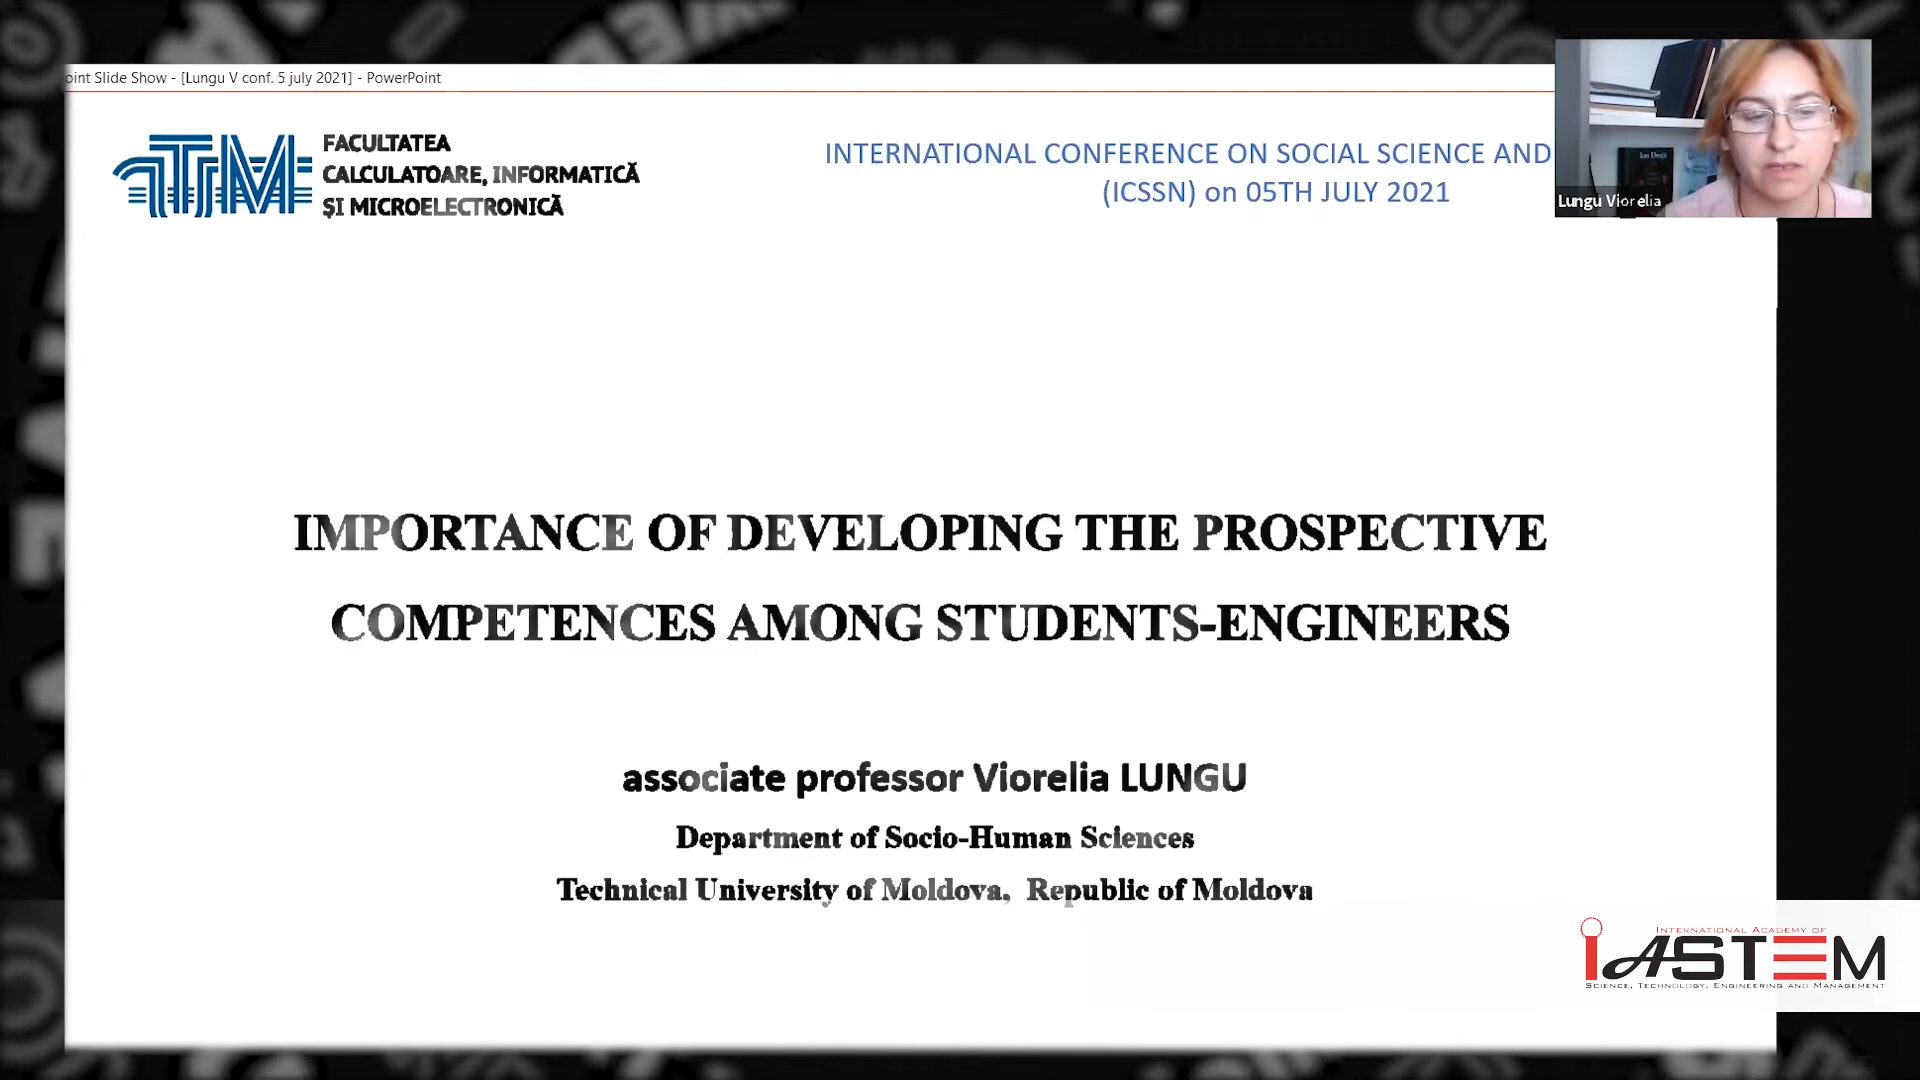 oint Slide Show - [Lungu V conf. 5 july 2021] - PowerPoint
TM
FACULTATEA
CALCULATOARE, INFORMATICĂ
ȘI MICROELECTRONICĂ
INTERNATIONAL CONFERENCE ON SOCIAL SCIENCE AND
(ICSSN) on 05TH JULY 2021
Ion Druță
Lungu Viorelia
IMPORTANCE OF DEVELOPING THE PROSPECTIVE
COMPETENCES AMONG STUDENTS-ENGINEERS
associate professor Viorelia LUNGU
Department of Socio-Human Sciences
Technical University of Moldova, Republic of Moldova
INTERNATIONAL ACADEMY OF
iASTEM
SCIENCE, TECHNOLOGY, ENGINEERING AND MANAGEMENT